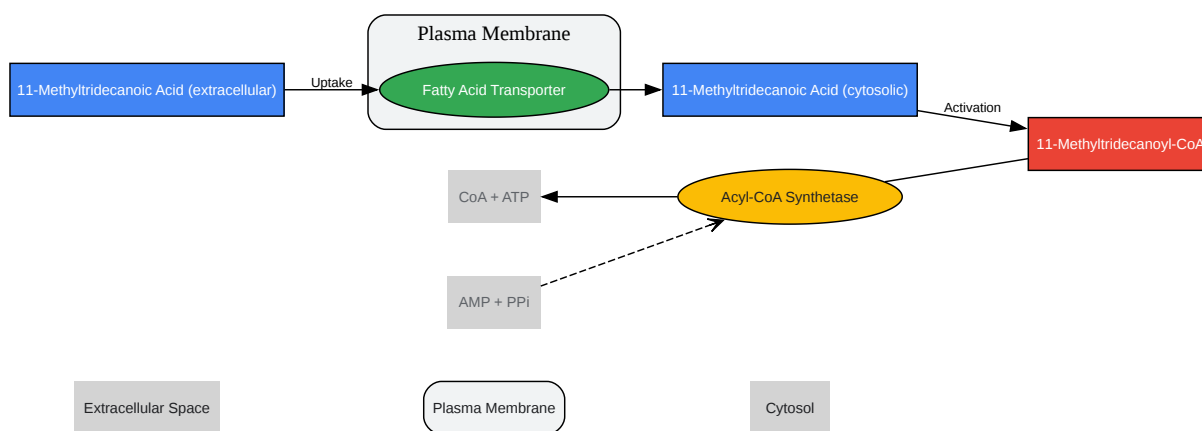 Plasma Membrane
11-Methyltridecanoic Acid (extracellular)
Uptake
Fatty Acid Transporter
11-Methyltridecanoic Acid (cytosolic)
Activation
11-Methyltridecanoyl-CoA
CoA + ATP
Acyl-CoA Synthetase
AMP + PPi
Extracellular Space
Plasma Membrane
Cytosol